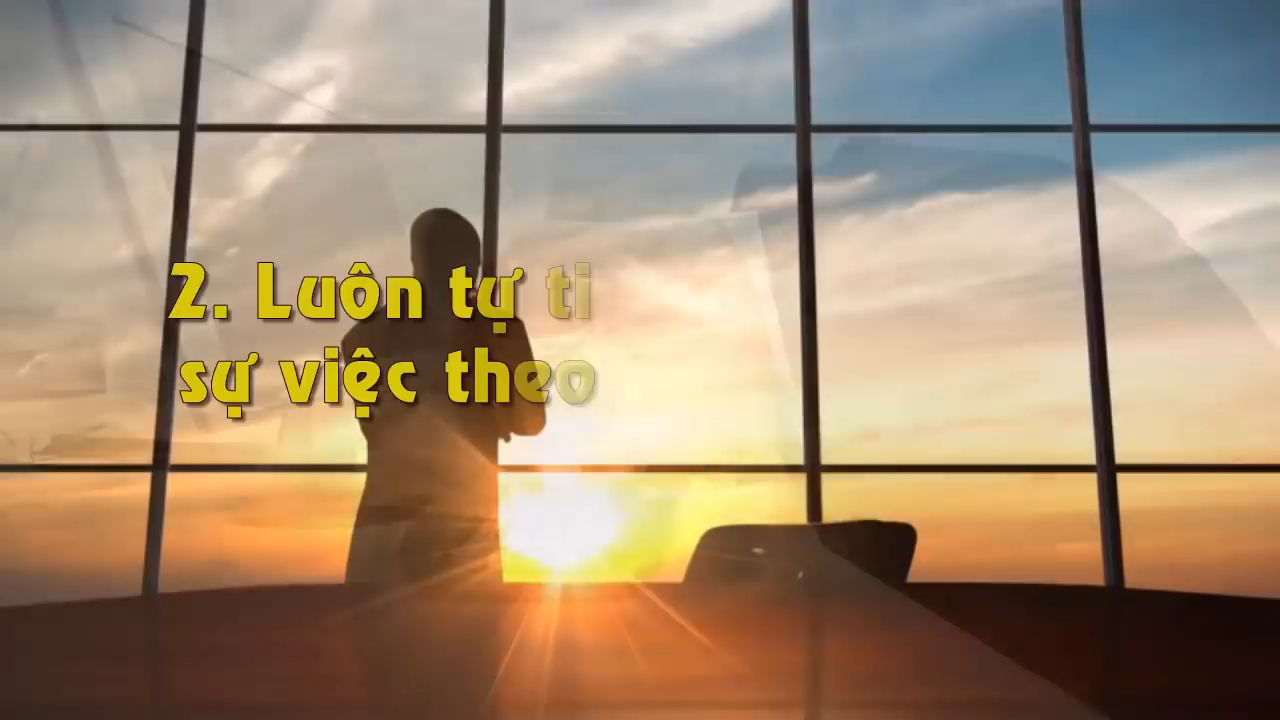 2. Luôn tự ti
sự việc theo